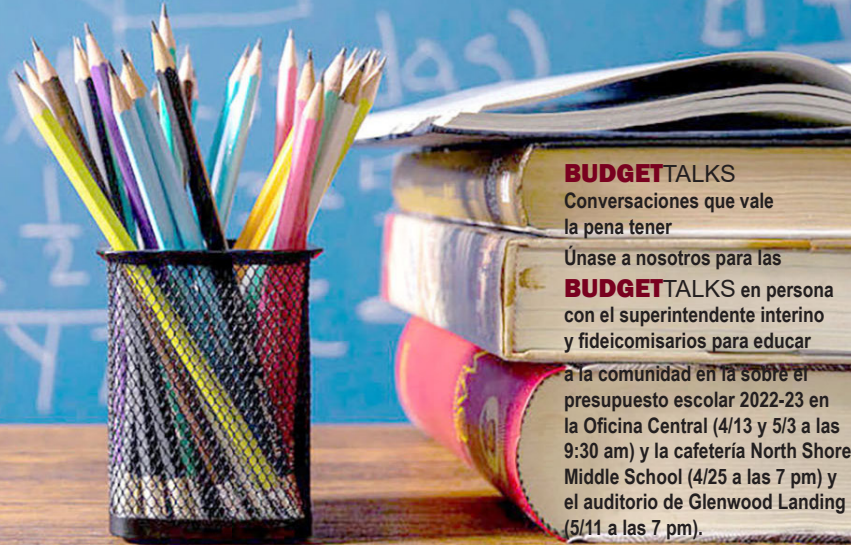 BUDGETTALKS
Conversaciones que vale
la pena tener
Únase a nosotros para las
BUDGETTALKS en persona
con el superintendente interino
y fideicomisarios para educar
a la comunidad en la sobre el
presupuesto escolar 2022-23 en
la Oficina Central (4/13 y 5/3 a las
9:30 am) y la cafetería North Shore
Middle School (4/25 a las 7 pm) y
el auditorio de Glenwood Landing
(5/11 a las 7 pm).